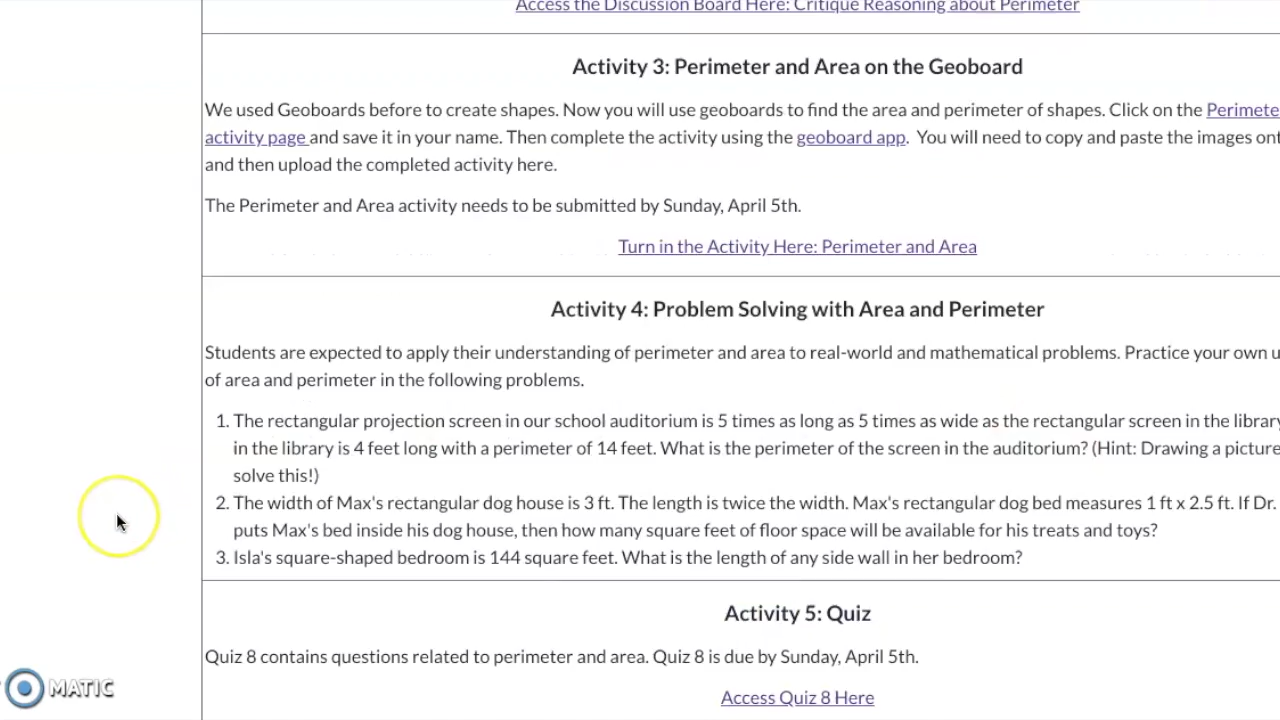 Access the Discussion Board Here: Critique Reasoning about Perimeter
Activity 3: Perimeter and Area on the Geoboard
We used Geoboards before to create shapes. Now you will use geoboards to find the area and perimeter of shapes. Click on the
activity page and save it in your name. Then complete the activity using the geoboard app. You will need to copy and paste the images
and then upload the completed activity here.
The Perimeter and Area activity needs to be submitted by Sunday, April 5th.
Turn in the Activity Here: Perimeter and Area
Activity 4: Problem Solving with Area and Perimeter
Students are expected to apply their understanding of perimeter and area to real-world and mathematical problems. Practice your own
of area and perimeter in the following problems.
1. The rectangular projection screen in our school auditorium is 5 times as long as 5 times as wide as the rectangular screen in the library
in the library is 4 feet long with a perimeter of 14 feet. What is the perimeter of the screen in the auditorium? (Hint: Drawing a picture
solve this!)
2. The width of Max's rectangular dog house is 3 ft. The length is twice the width. Max's rectangular dog bed measures 1 ft x 2.5 ft. If Dr.
puts Max's bed inside his dog house, then how many square feet of floor space will be available for his treats and toys?
3. Isla's square-shaped bedroom is 144 square feet. What is the length of any side wall in her bedroom?
Activity 5: Quiz
Quiz 8 contains questions related to perimeter and area. Quiz 8 is due by Sunday, April 5th.
MATIC
Access Quiz 8 Here